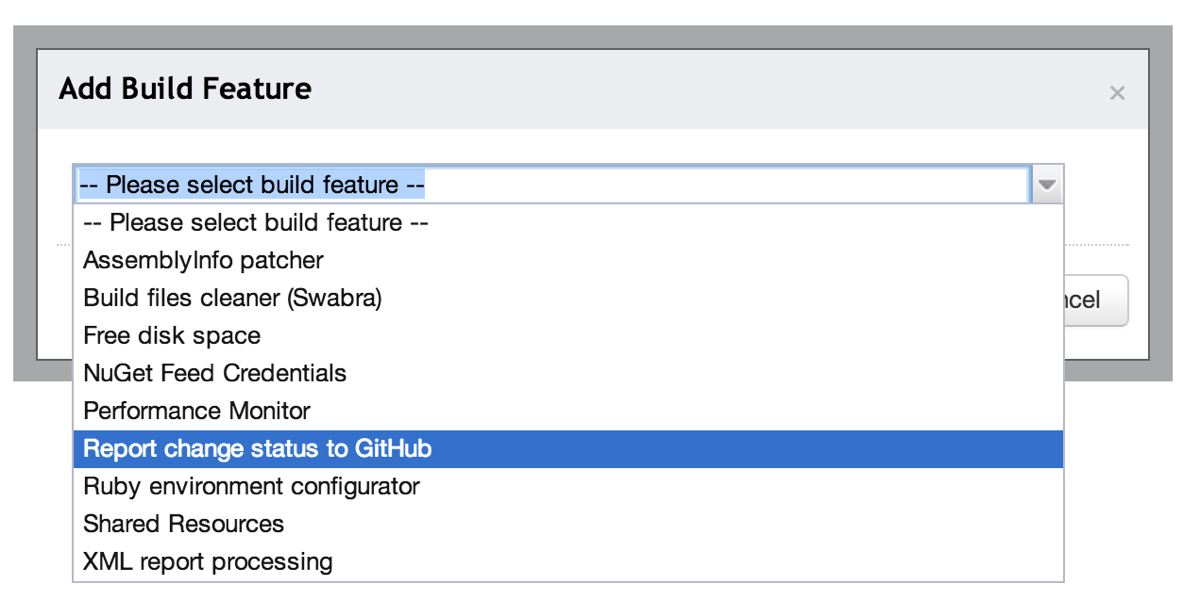 Add Build Feature
×
-- Please select build feature --
-- Please select build feature --
AssemblyInfo patcher
Build files cleaner (Swabra)
ncel
Free disk space
NuGet Feed Credentials
Performance Monitor
Report change status to GitHub
Ruby environment configurator
Shared Resources
XML report processing